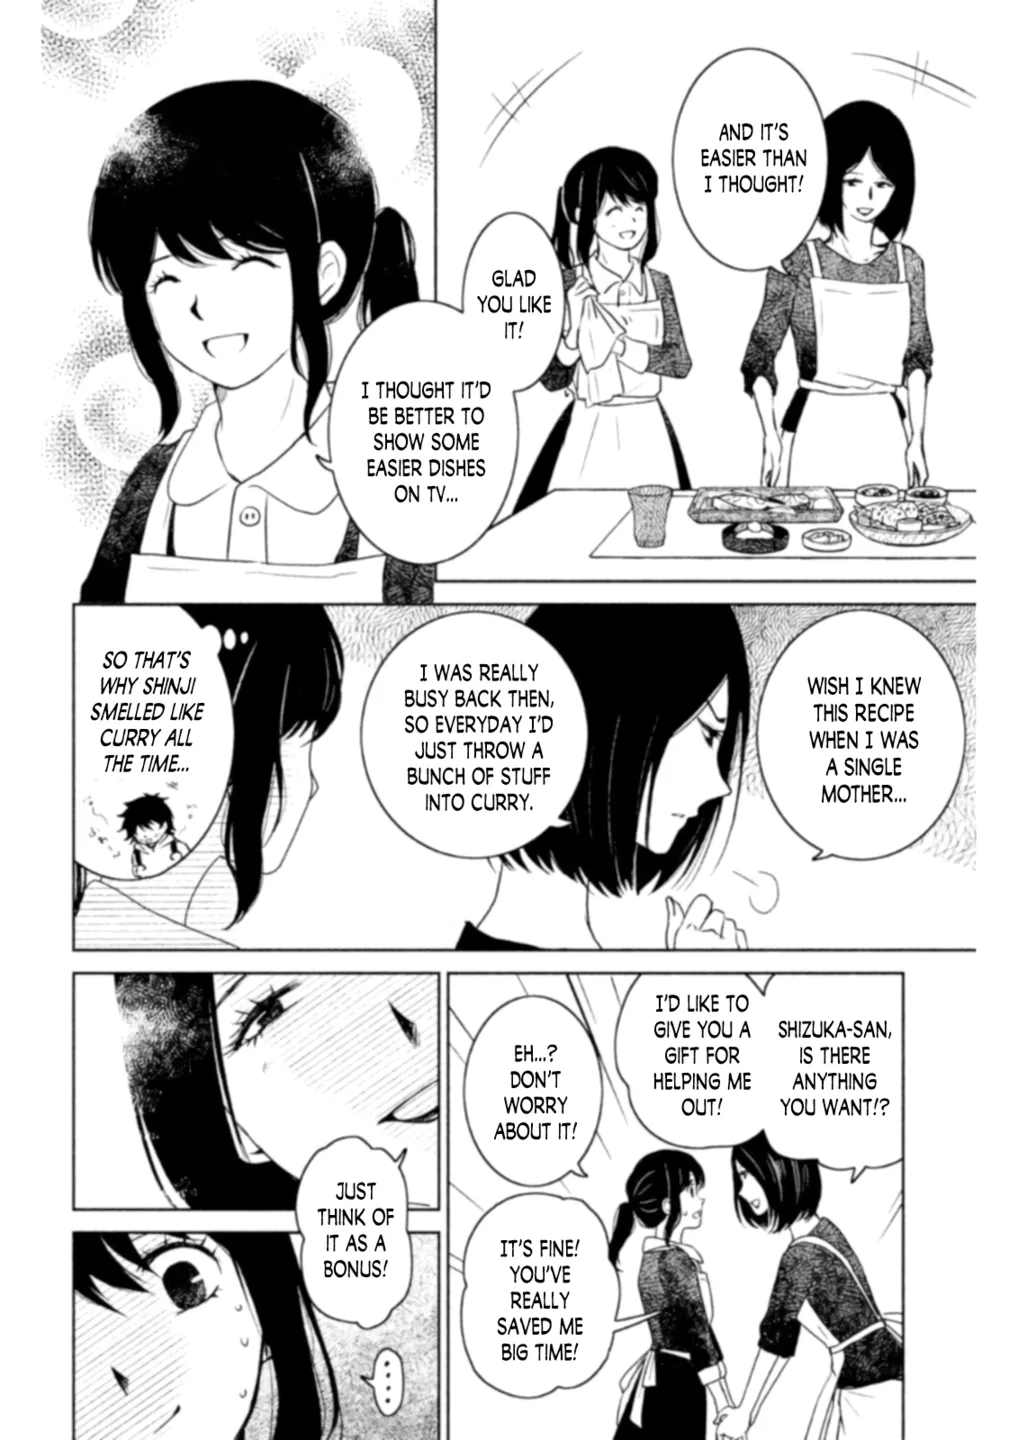 AND IT'S
EASIER THAN
I THOUGHT!
GLAD
YOU LIKE
IT!
I THOUGHT IT'D
BE BETTER TO
SHOW SOME
EASIER DISHES
ON TV...
WISH I KNEW
THIS RECIPE
WHEN I WAS
A SINGLE
MOTHER...
I WAS REALLY
BUSY BACK THEN,
SO EVERYDAY I'D
JUST THROW A
BUNCH OF STUFF
INTO CURRY.
SO THAT'S
WHY SHINJI
SMELLED LIKE
CURRY ALL
THE TIME...
SHIZUKA-SAN,
IS THERE
ANYTHING
YOU WANT!?
I'D LIKE TO
GIVE YOU A
GIFT FOR
HELPING ME
OUT!
EH...?
DON'T
WORRY
ABOUT IT!
IT'S FINE!
YOU'VE
REALLY
SAVED ME
BIG TIME!
JUST
THINK OF
IT AS A
BONUS!
....